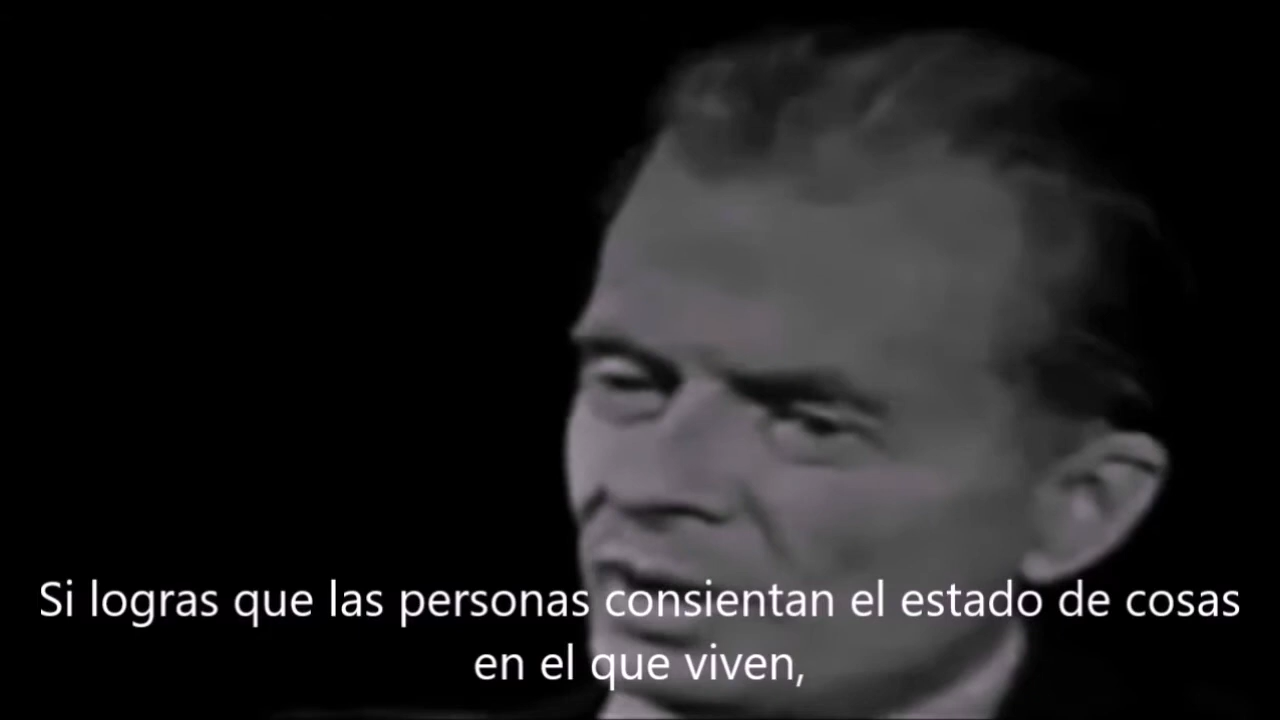 Si logras que las personas consientan el estado de cosas
en el que viven,